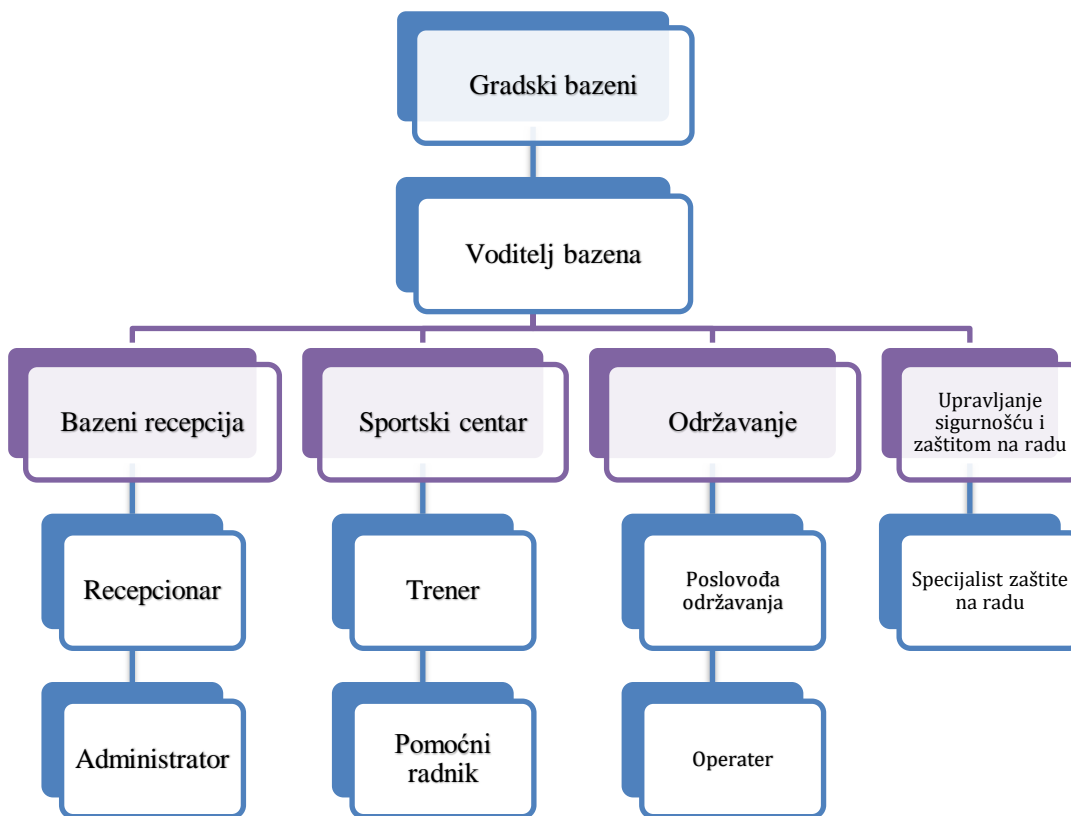 Gradski bazeni
Voditelj bazena
Bazeni recepcija
Sportski centar
Održavanje
Upravljanje
sigurnošću i
zaštitom na radu
Recepcionar
Trener
Poslovođa
održavanja
Specijalist zaštite
na radu
Administrator
Pomoćni
radnik
Operater